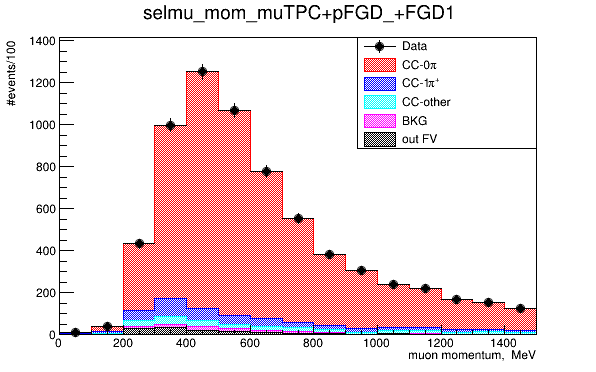 selmu_mom_muTPC+pFGD_+FGD1
#events/100
1400
1200
1000
800
600
400
200
0
Data
CC-0π
CC-1π⁺
CC-other
BKG
out FV
0 200 400 600 800 1000 1200 1400
muon momentum, MeV